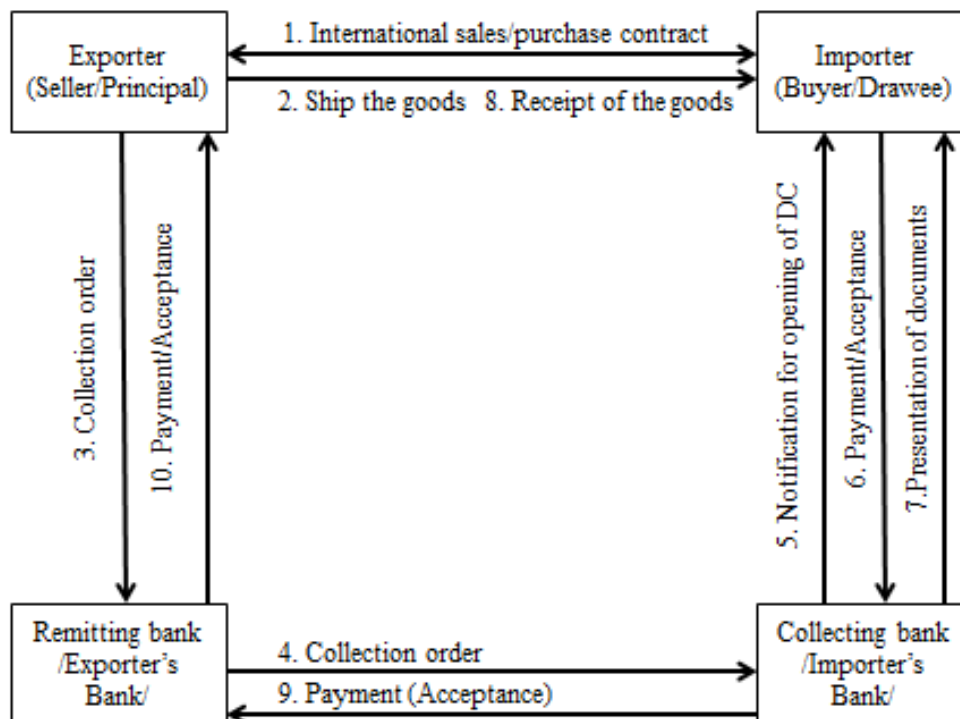 Exporter
(Seller/Principal)
1. International sales/purchase contract
2. Ship the goods 8. Receipt of the goods
Importer
(Buyer/Drawee)
3. Collection order
10. Payment/Acceptance
5. Notification for opening of DC
6. Payment/Acceptance
7.Presentation of documents
Remitting bank
/Exporter's
Bank/
4. Collection order
9. Payment (Acceptance)
Collecting bank
/Importer's
Bank/